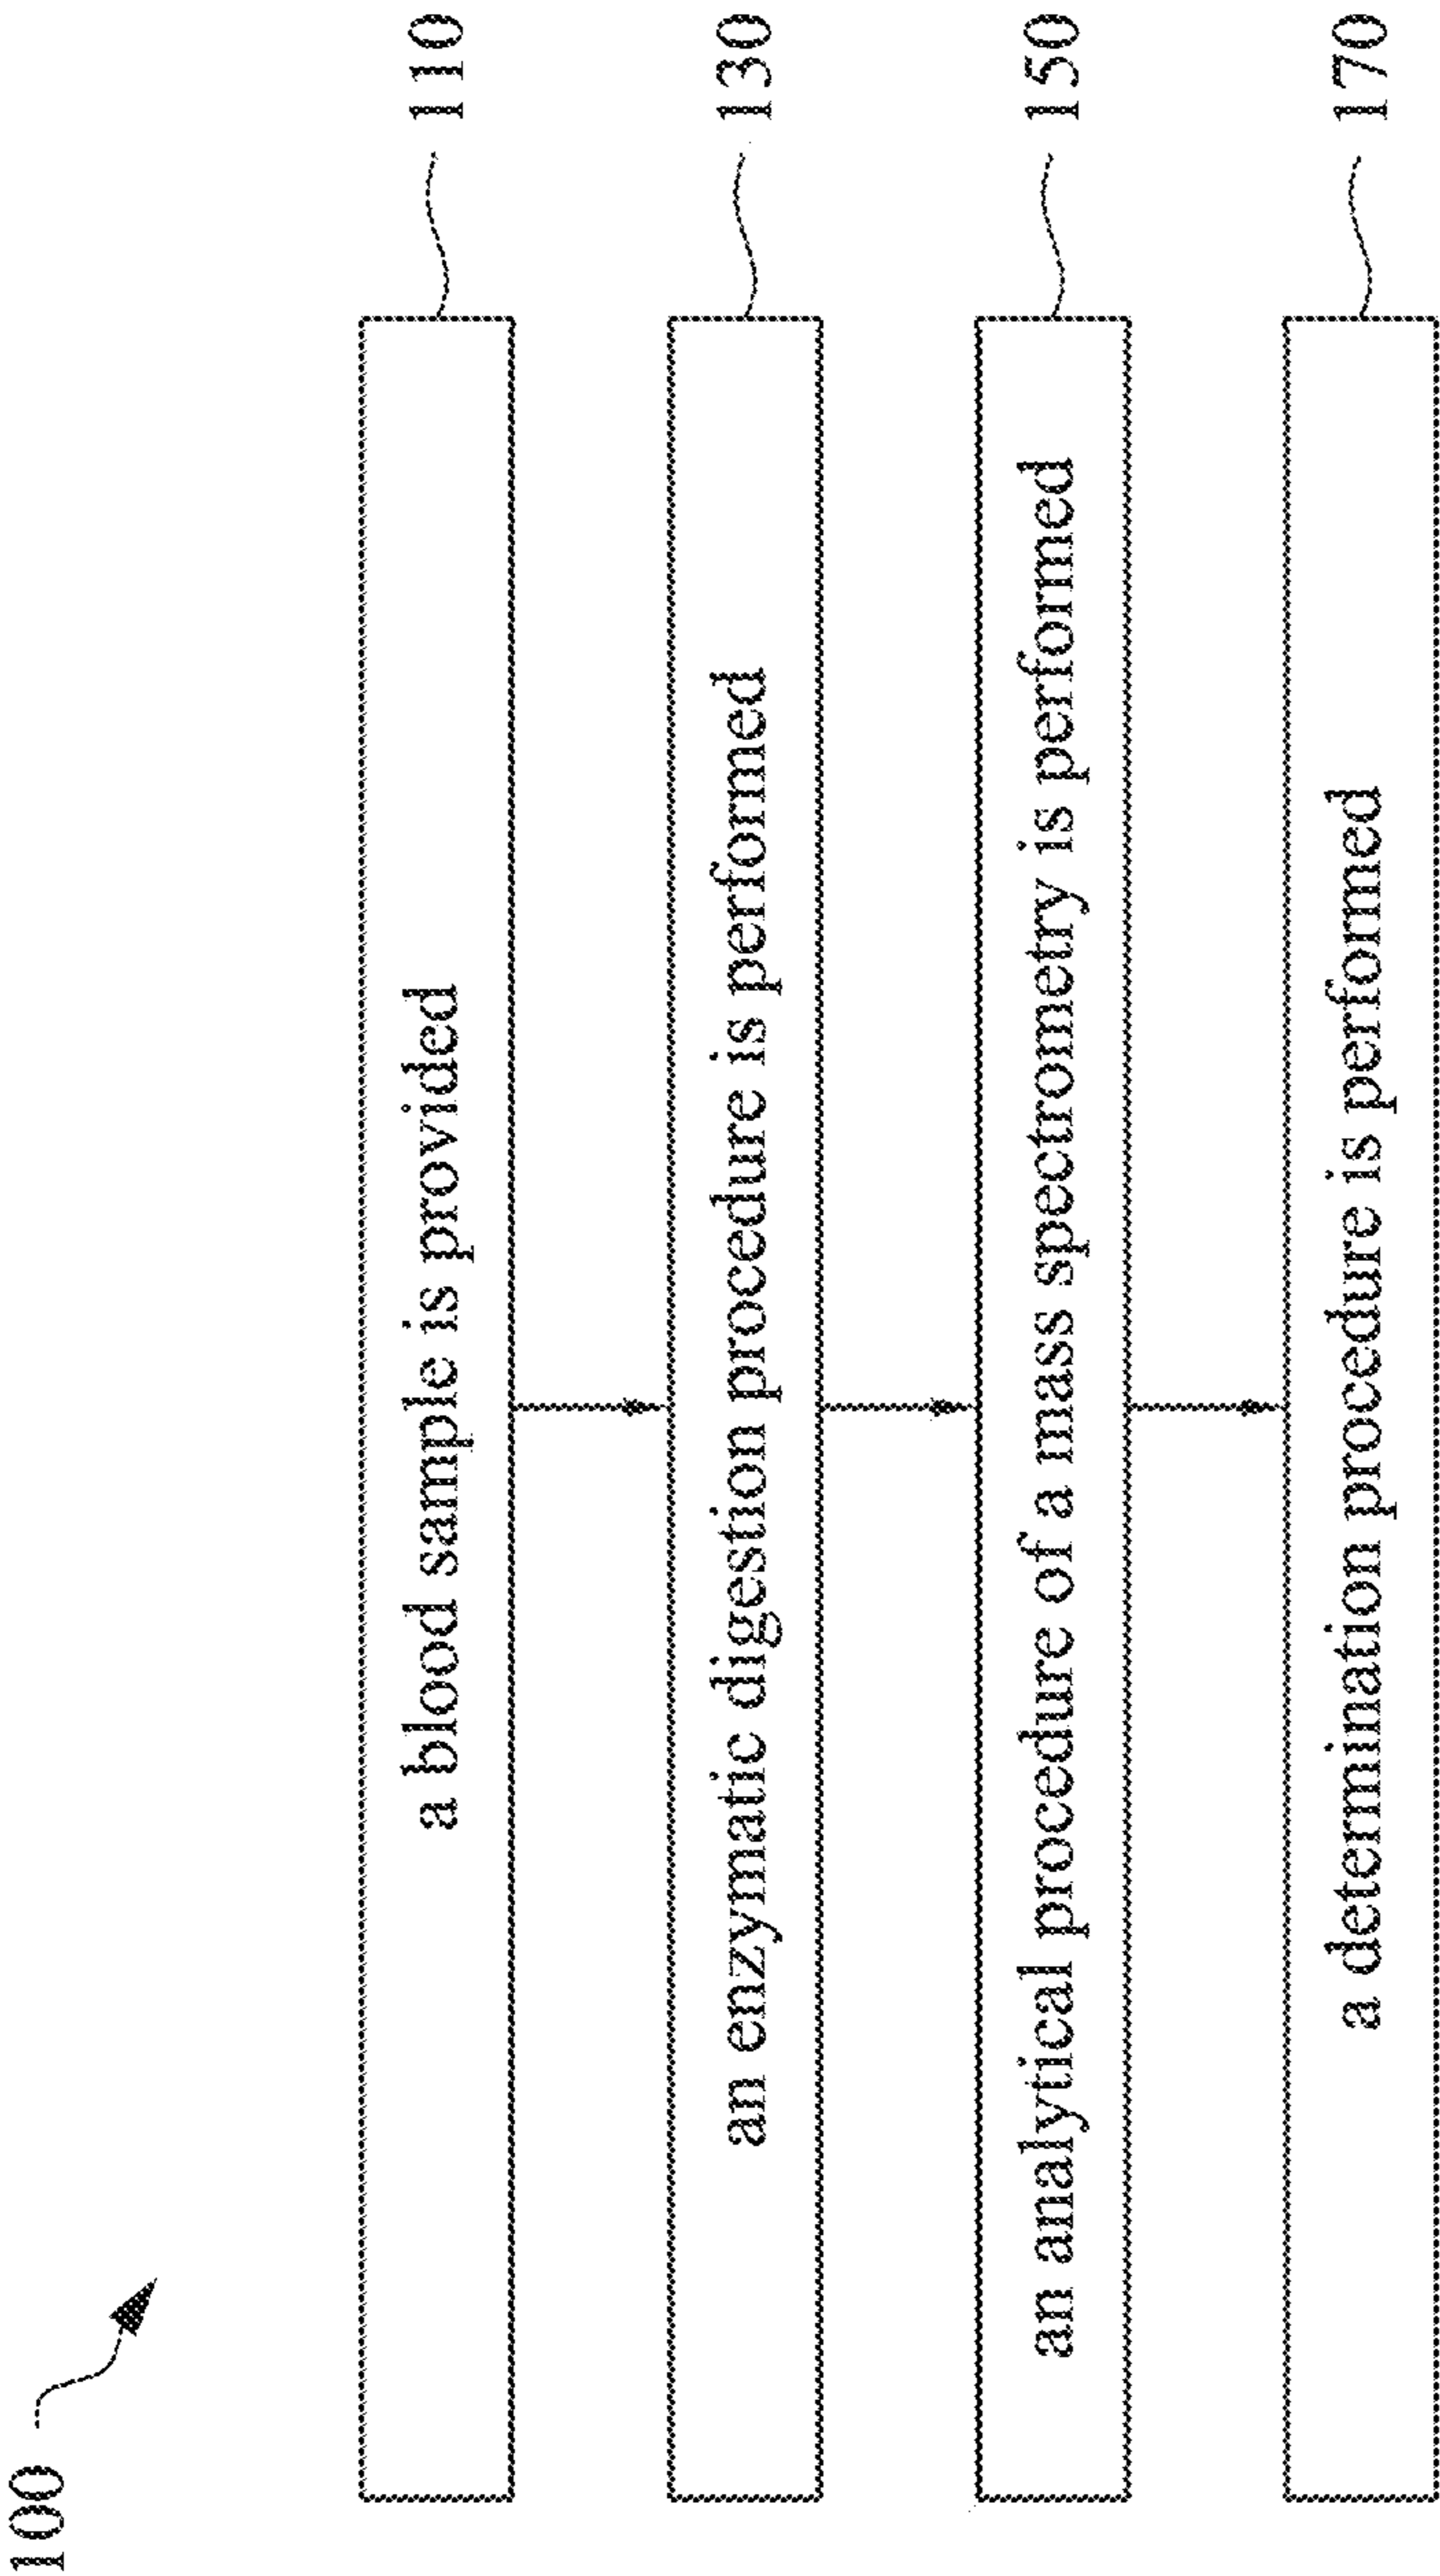 100
a blood sample is provided
110
an enzymatic digestion procedure is performed
130
an analytical procedure of a mass spectrometry is performed
150
a determination procedure is performed
170